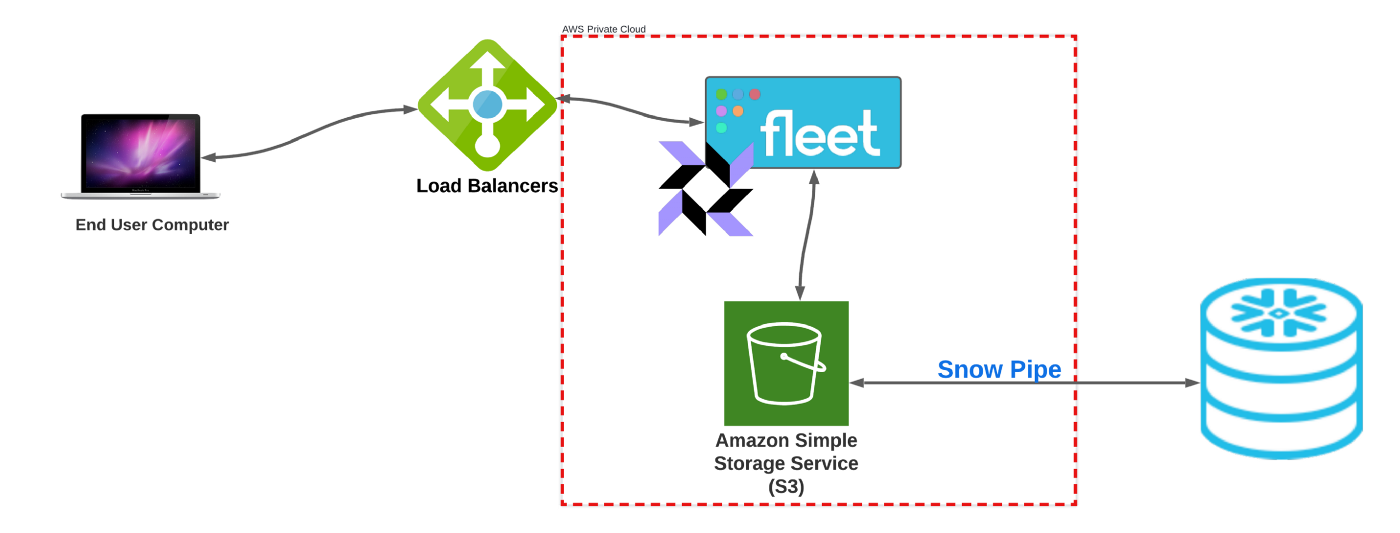 AWS Private Cloud
fleet
Load Balancers
End User Computer
Snow Pipe
Amazon Simple
Storage Service
(S3)